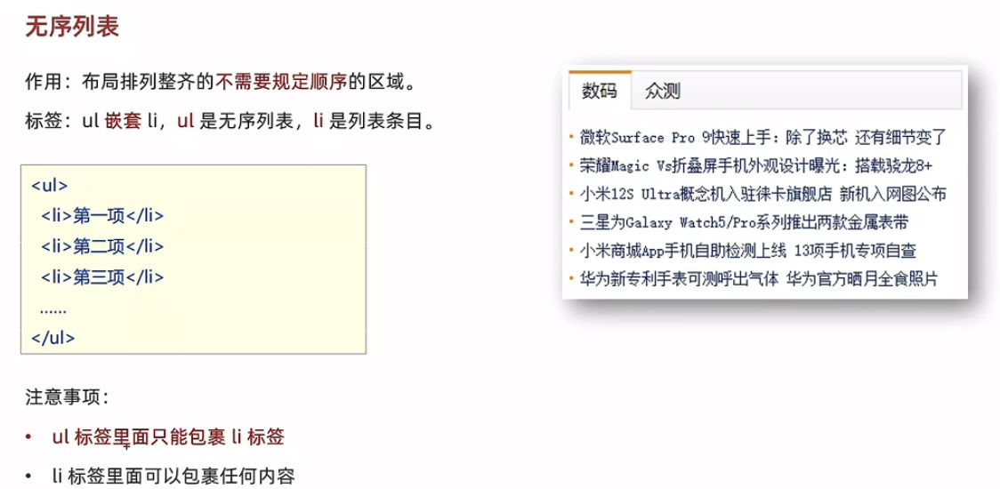 无序列表
作用：布局排列整齐的不需要规定顺序的区域。
标签：ul 嵌套 li，ul 是无序列表，li 是列表条目。
<ul>
<li>第一项</li>
<li>第二项</li>
<li>第三项</li>
……
</ul>
注意事项：
• ul 标签里面只能包裹 li 标签
• li 标签里面可以包裹任何内容
数码 众测
· 微软Surface Pro 9快速上手：除了换芯 还有细节变了
· 荣耀Magic Vs折叠屏手机外观设计曝光：搭载骁龙8+
· 小米12S Ultra概念机入驻徕卡旗舰店 新机入网图公布
· 三星为Galaxy Watch5/Pro系列推出两款金属表带
· 小米商城App手机自助检测上线 13项手机专项自查
· 华为新专利手表可测呼出气体 华为官方晒月全食照片